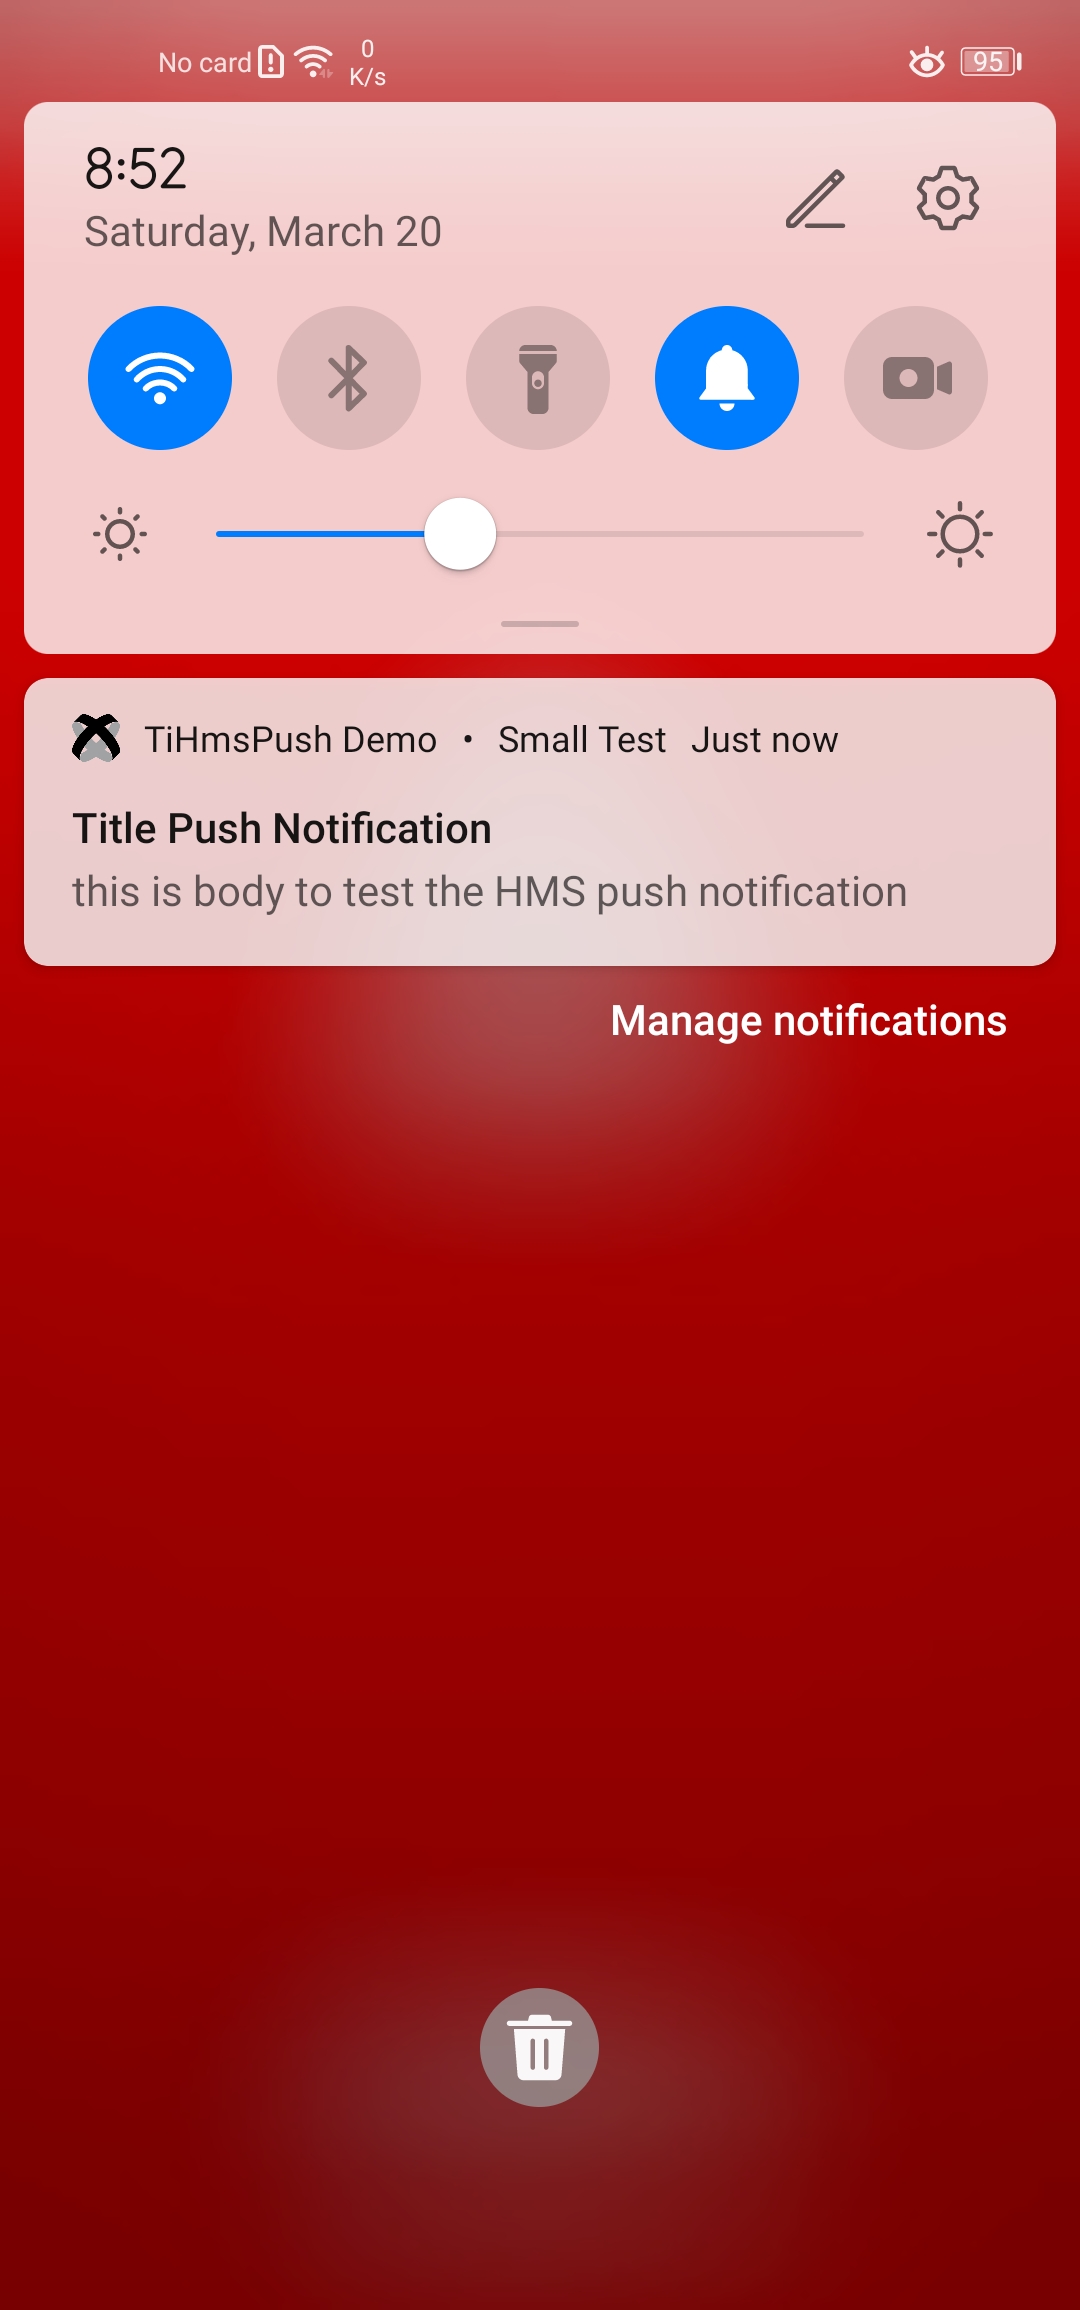 No card
0
K/s
95
8:52
Saturday, March 20
TiHmsPush Demo • Small Test Just now
Title Push Notification
this is body to test the HMS push notification
Manage notifications